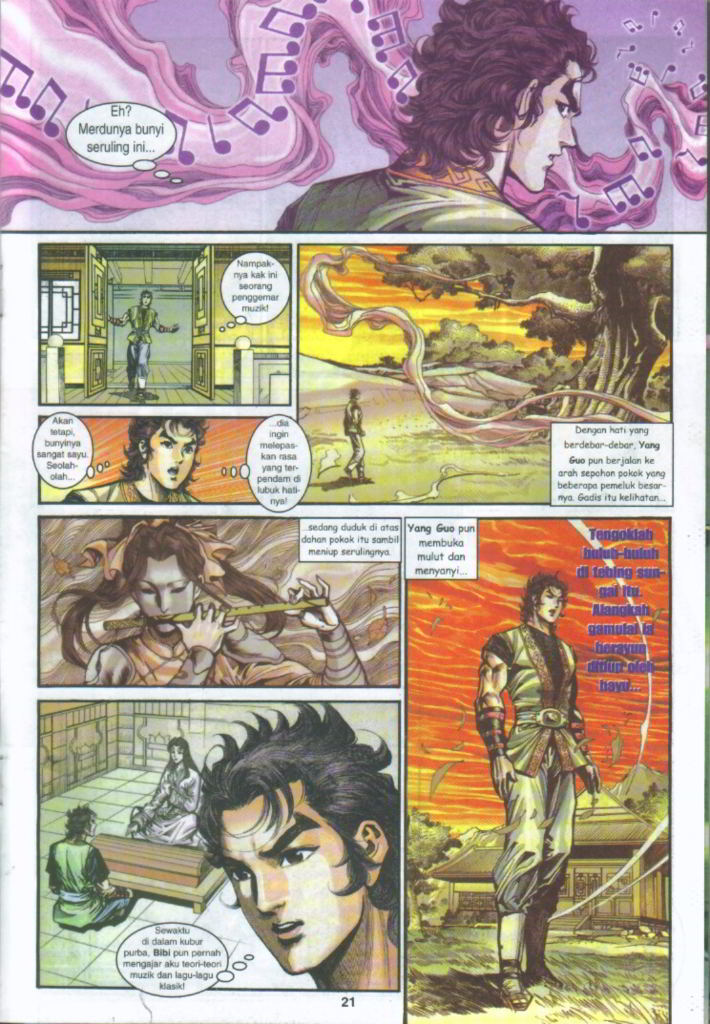 Eh?
Merdunya bunyi
seruling ini...
Nampak-
nya kak ini
seorang
penggemar
muzik!
Akan
tetapi,
bunyinya
sangat sayu.
Seolah-
olah...
...dia
ingin
melepas-
kan rasa
yang ter-
pendam di
lubuk hati-
nya!
Dengan hati yang
berdebar-debar, Yang
Guo pun berjalan ke
arah sepohon pokok yang
beberapa pemeluk besar-
nya. Gadis itu kelihatan...
...sedang duduk di atas
dahan pokok itu sambil
meniup serulingnya.
Yang Guo pun
membuka
mulut dan
menyanyi...
Tengoklah
buluh-buluh
di tebing sun-
gai itu.
Alangkah
gamulai ia
berayun
ditiup oleh
bayu...
Sewaktu
di dalam kubur
purba, Bibi pun pernah
mengajar aku teori-teori
muzik dan lagu-lagu
klasik!
21